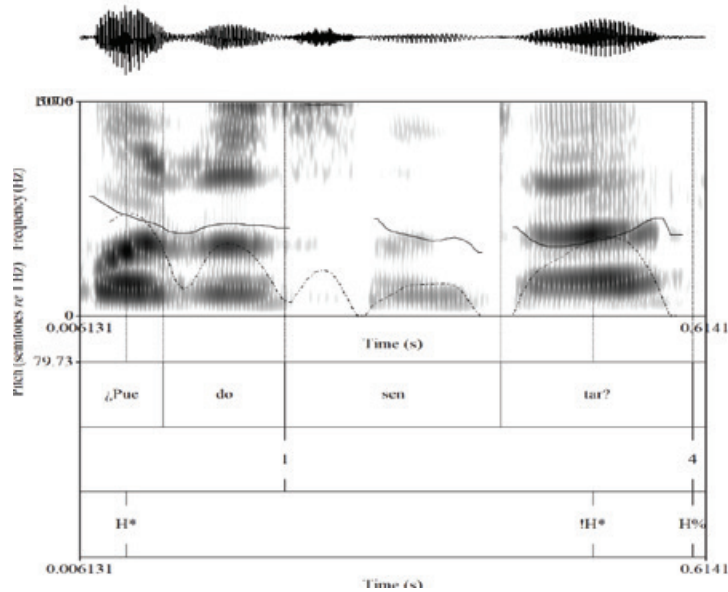 0
0.006131
0.6141
Time (s)
Pitch (semitones re 1 Hz) Frequency (Hz)
79.73
¿Pue do sen tar?
1 4
H* !H* H%
0.006131 0.6141
Time (s)